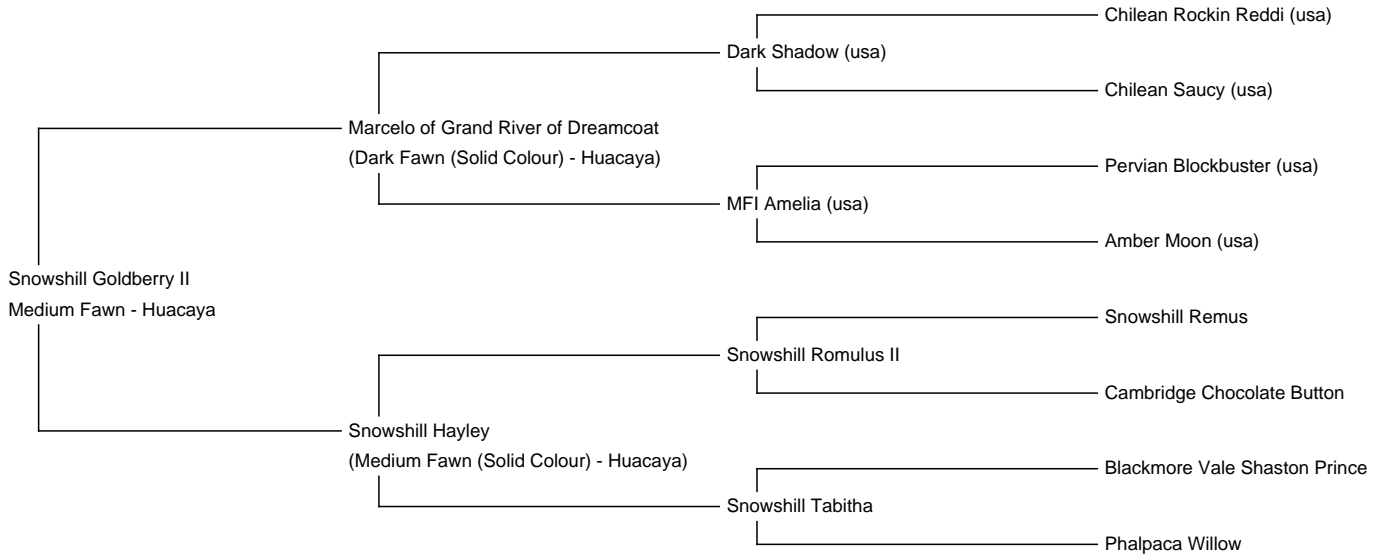 Chilean Rockin Reddi (usa)
Dark Shadow (usa)
Chilean Saucy (usa)
Marcelo of Grand River of Dreamcoat
(Dark Fawn (Solid Colour) - Huacaya)
Pervian Blockbuster (usa)
MFI Amelia (usa)
Amber Moon (usa)
Snowshill Goldberry II
Medium Fawn - Huacaya
Snowshill Remus
Snowshill Romulus II
Cambridge Chocolate Button
Snowshill Hayley
(Medium Fawn (Solid Colour) - Huacaya)
Blackmore Vale Shaston Prince
Snowshill Tabitha
Phalpaca Willow